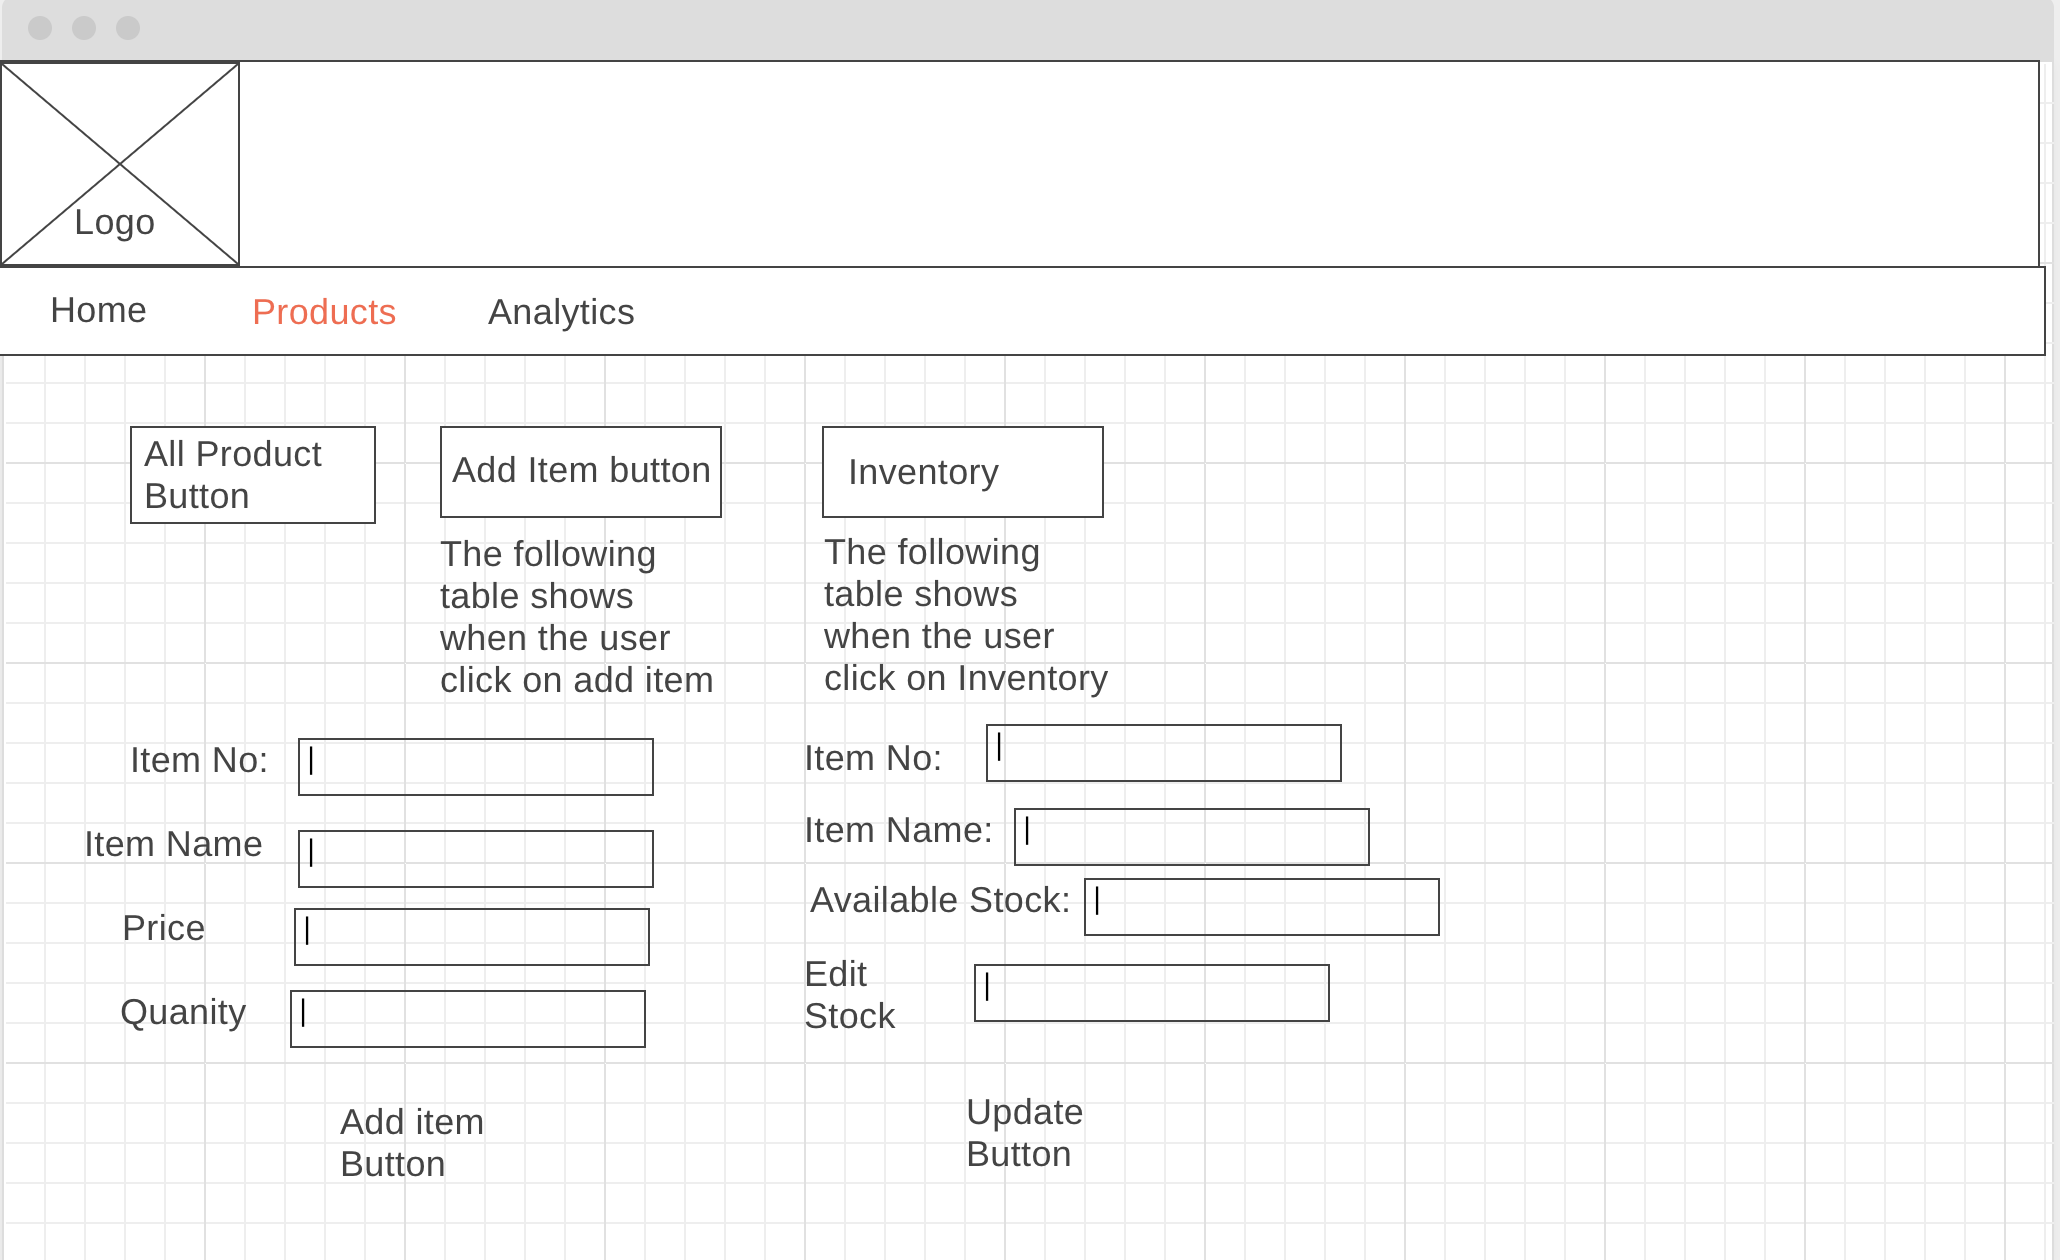 Logo
Home
Products
Analytics
All Product
Button
Add Item button
Inventory
The following
table shows
when the user
click on add item
The following
table shows
when the user
click on Inventory
Item No:
Item Name
Price
Quanity
Add item
Button
Item No:
Item Name:
Available Stock:
Edit
Stock
Update
Button